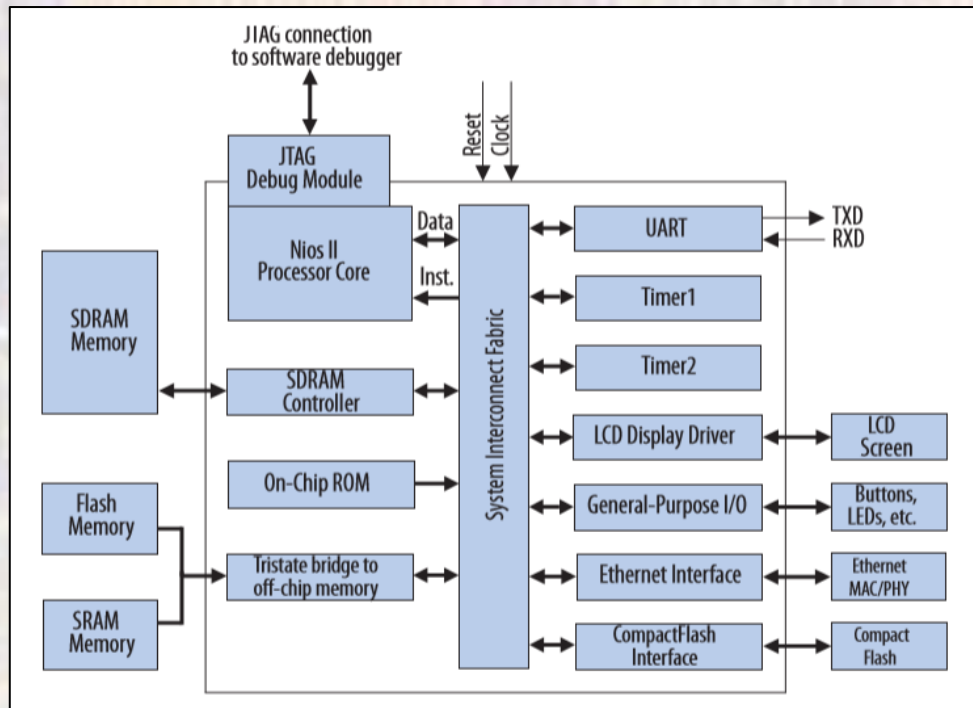 JTAG connection
to software debugger
Reset
Clock
JTAG
Debug Module
Nios II
Processor Core
Data
Inst.
System Interconnect Fabric
SDRAM
Memory
SDRAM
Controller
On-Chip ROM
Flash
Memory
SRAM
Memory
Tristate bridge to
off-chip memory
UART
TXD
RXD
Timer1
Timer2
LCD Display Driver
LCD
Screen
General-Purpose I/O
Buttons,
LEDs, etc.
Ethernet Interface
Ethernet
MAC/PHY
CompactFlash
Interface
Compact
Flash